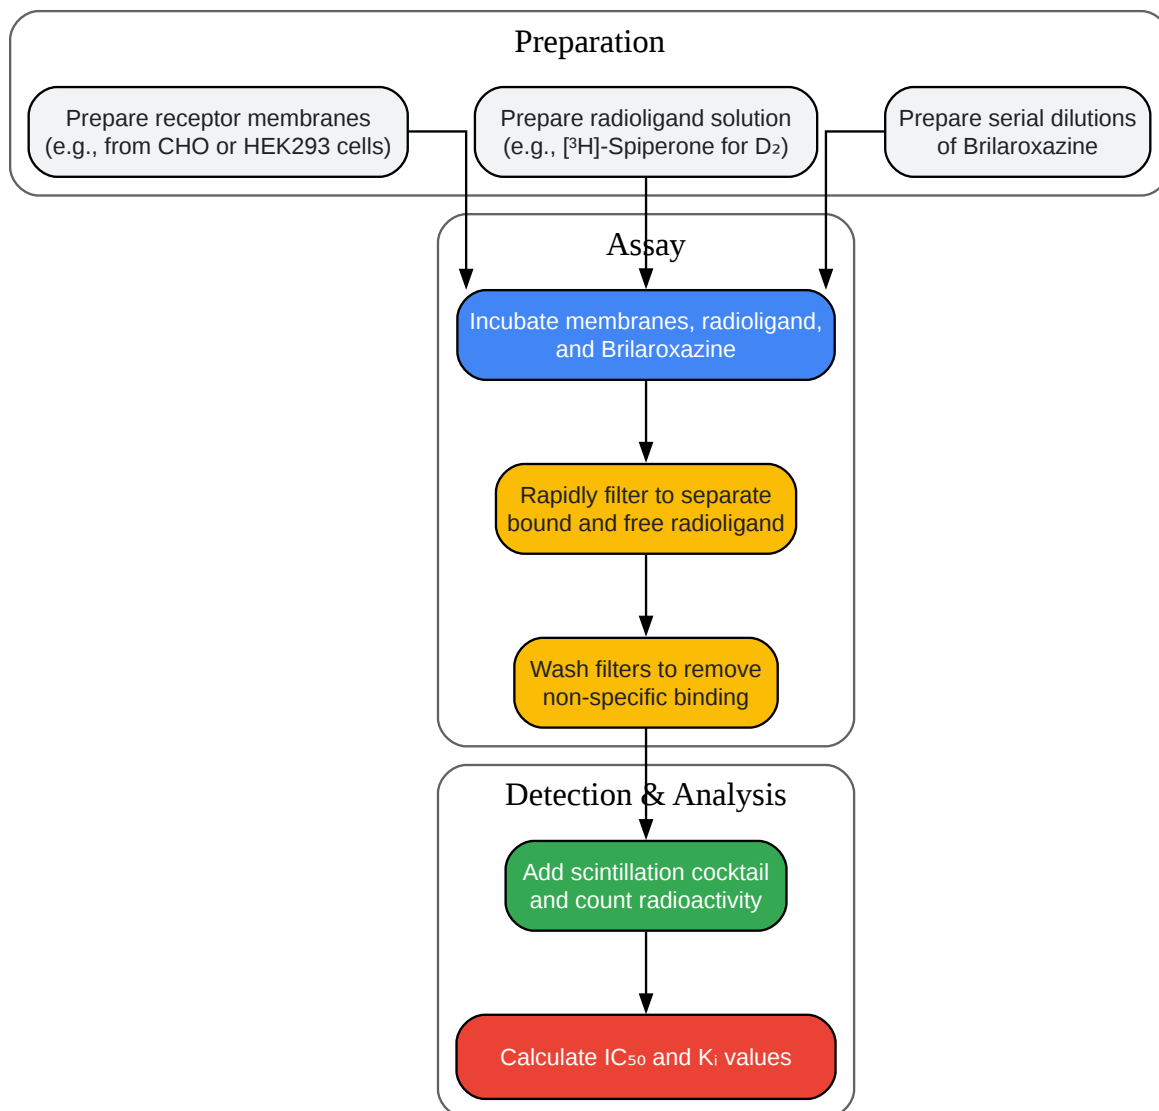 Preparation
Prepare receptor membranes
(e.g., from CHO or HEK293 cells)
Prepare radioligand solution
(e.g., [³H]-Spiperone for D₂)
Prepare serial dilutions
of Brilaroxazine
Assay
Incubate membranes, radioligand,
and Brilaroxazine
Rapidly filter to separate
bound and free radioligand
Wash filters to remove
non-specific binding
Detection & Analysis
Add scintillation cocktail
and count radioactivity
Calculate IC₅₀ and Kᵢ values